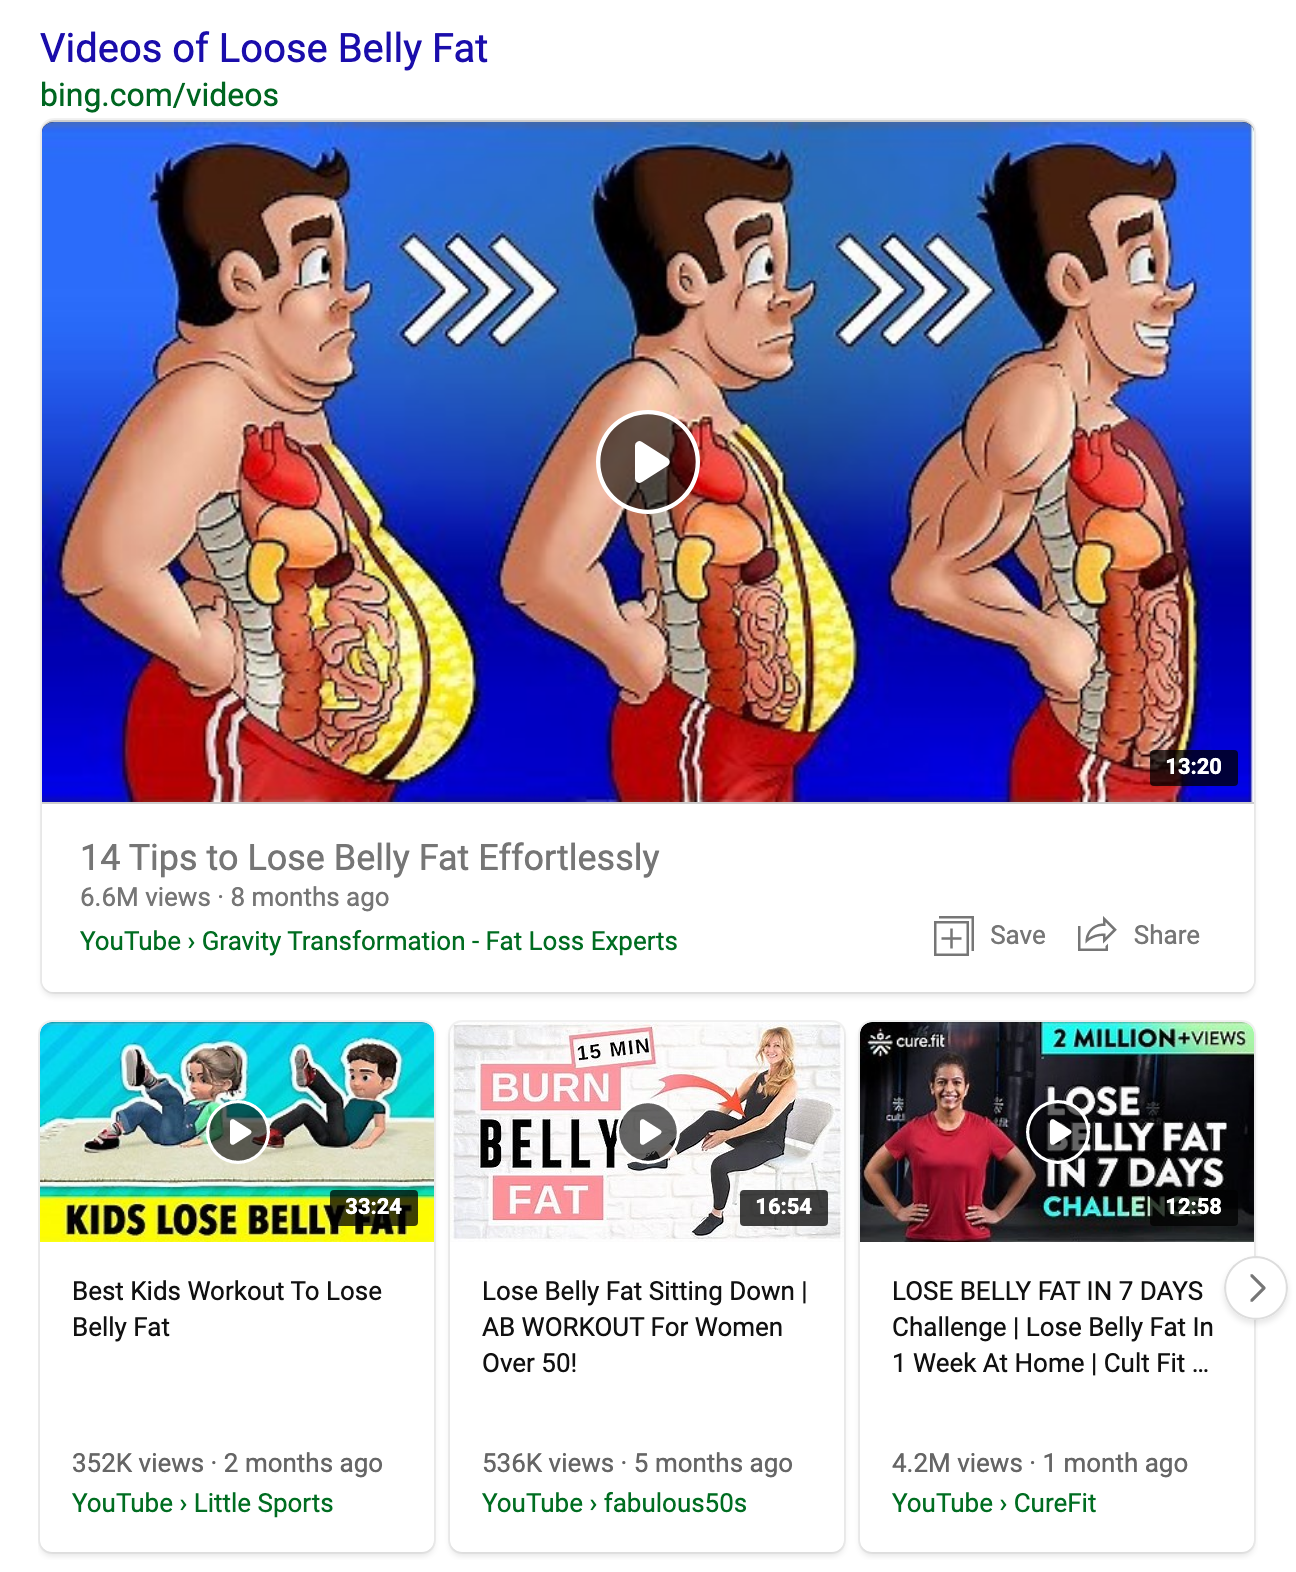 Videos of Loose Belly Fat
bing.com/videos
13:20
14 Tips to Lose Belly Fat Effortlessly
6.6M views · 8 months ago
YouTube › Gravity Transformation - Fat Loss Experts
Save
Share
KIDS LOSE BELLY FAT
33:24
Best Kids Workout To Lose
Belly Fat
352K views · 2 months ago
YouTube › Little Sports
15 MIN
BURN
BELLY
FAT
16:54
Lose Belly Fat Sitting Down |
AB WORKOUT For Women
Over 50!
536K views · 5 months ago
YouTube › fabulous50s
cure.fit
2 MILLION+VIEWS
LOSE
BELLY FAT
IN 7 DAYS
12:58
LOSE BELLY FAT IN 7 DAYS
Challenge | Lose Belly Fat In
1 Week At Home | Cult Fit ...
4.2M views · 1 month ago
YouTube › CureFit